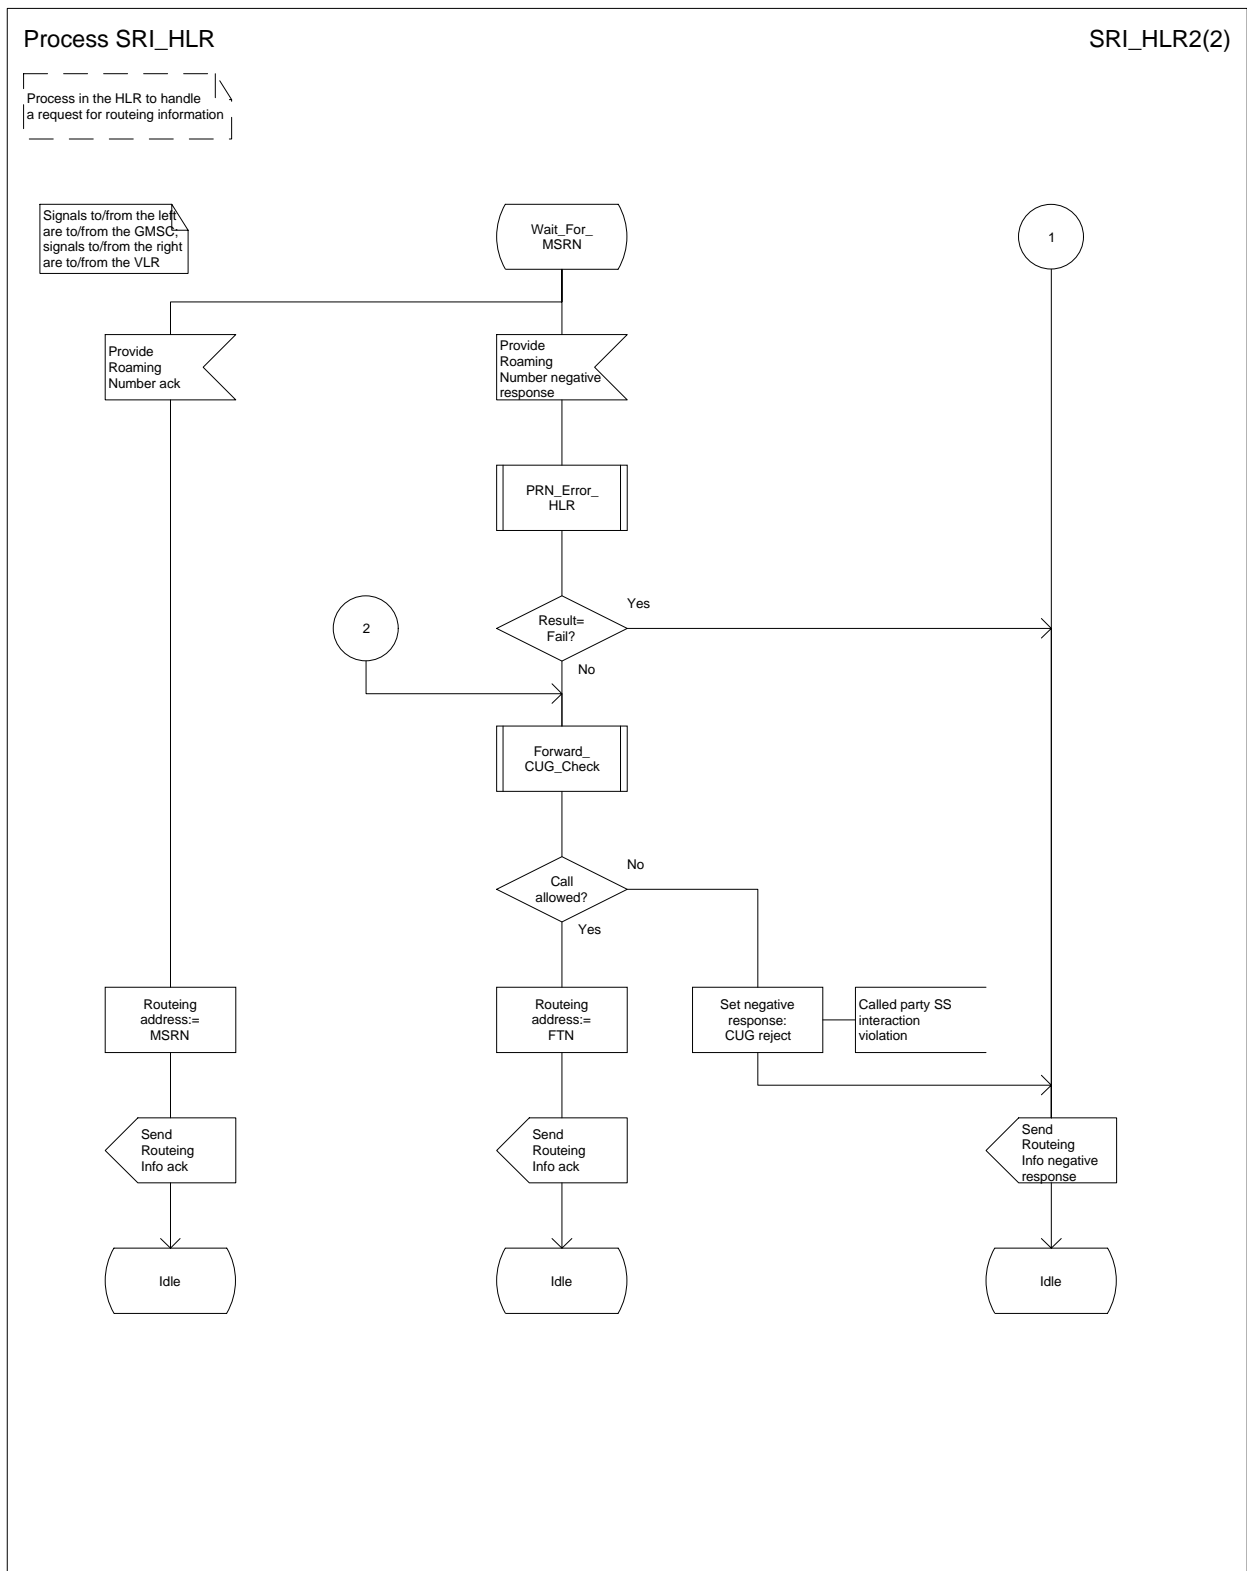 Process SRI_HLR
SRI_HLR2(2)
Process in the HLR to handle
a request for routeing information
Signals to/from the left
are to/from the GMSC;
signals to/from the right
are to/from the VLR
Wait_For_
MSRN
1
Provide
Roaming
Number ack
Provide
Roaming
Number negative
response
PRN_Error_
HLR
Result=
Fail?
Yes
No
2
Forward_
CUG_Check
Call
allowed?
No
Yes
Routeing
address:=
MSRN
Routeing
address:=
FTN
Set negative
response:
CUG reject
Called party SS
interaction
violation
Send
Routeing
Info ack
Send
Routeing
Info ack
Send
Routeing
Info negative
response
Idle
Idle
Idle